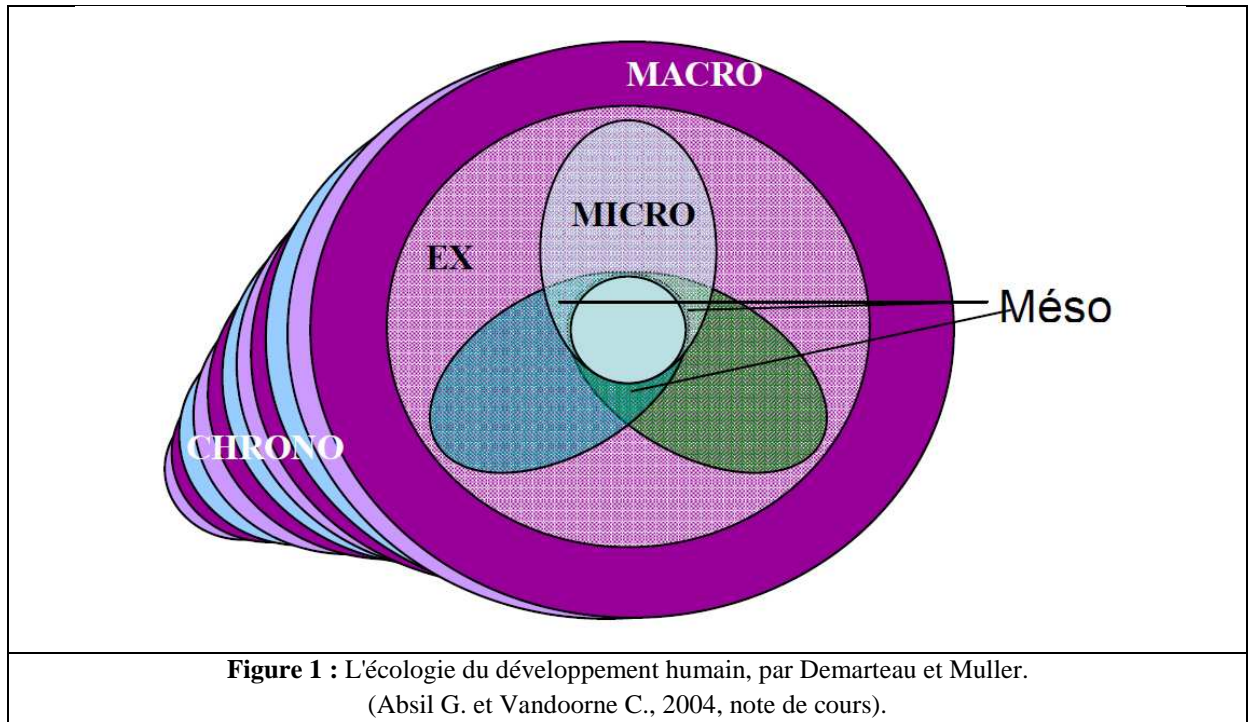 MACRO
MICRO
EX
Méso
CHRONO
Figure 1 : L'écologie du développement humain, par Demarteau et Muller.
(Absil G. et Vandoorne C., 2004, note de cours).